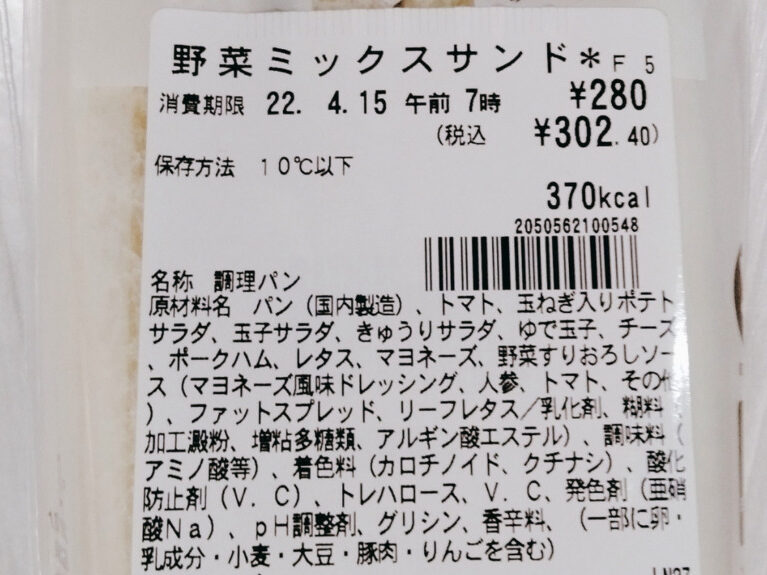 野菜ミックスサンド＊F 5
消費期限 22. 4.15 午前 7時 ¥280
(税込 ¥302.40)
保存方法 １０℃以下
370kcal
2050562100548
名称 調理パン
原材料名 パン（国内製造）、トマト、玉ねぎ入りポテト
サラダ、玉子サラダ、きゅうりサラダ、ゆで玉子、チーズ
、ポークハム、レタス、マヨネーズ、野菜すりおろしソー
ス（マヨネーズ風味ドレッシング、人参、トマト、その他
）、ファットスプレッド、リーフレタス／乳化剤、糊料（
加工澱粉、増粘多糖類、アルギン酸エステル）、調味料（
アミノ酸等）、着色料（カロチノイド、クチナシ）、酸化
防止剤（Ｖ．Ｃ）、トレハロース、Ｖ．Ｃ、発色剤（亜硝
酸Ｎａ）、ｐＨ調整剤、グリシン、香辛料、（一部に卵・
乳成分・小麦・大豆・豚肉・りんごを含む）